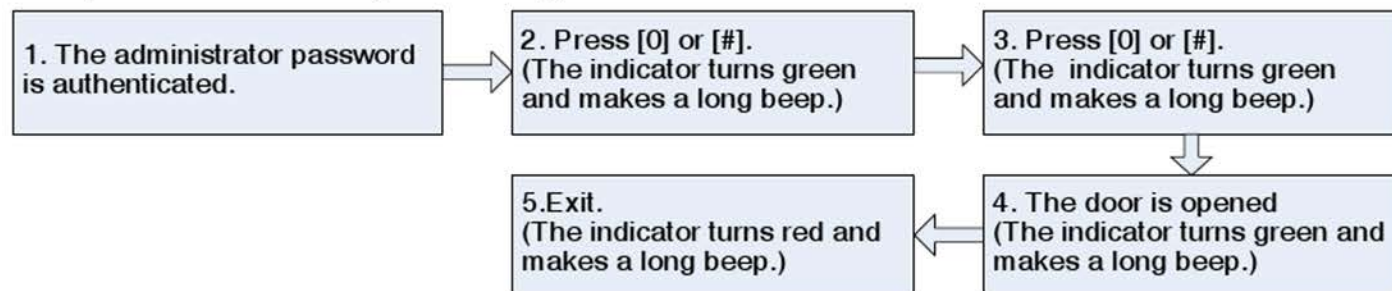 1. The administrator password
is authenticated.
2. Press [0] or [#].
(The indicator turns green
and makes a long beep.)
3. Press [0] or [#].
(The indicator turns green
and makes a long beep.)
4. The door is opened
(The indicator turns green and
makes a long beep.)
5.Exit.
(The indicator turns red and
makes a long beep.)